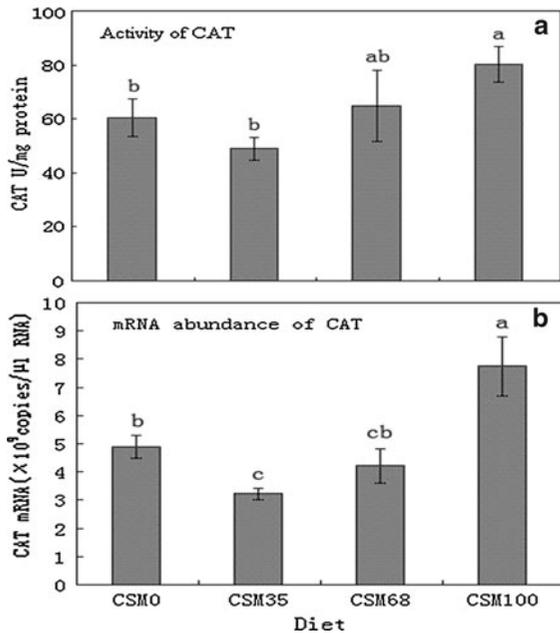 100
a
Activity of CAT
a
80
ab
b
60
b
40
20
0
CAT U/mg protein
10
b
mRNA abundance of CAT
a
9
8
7
6
cb
b
5
4
c
3
2
1
0
CAT mRNA(×10⁹copies/μl RNA)
CSM0 CSM35 CSM68 CSM100
Diet